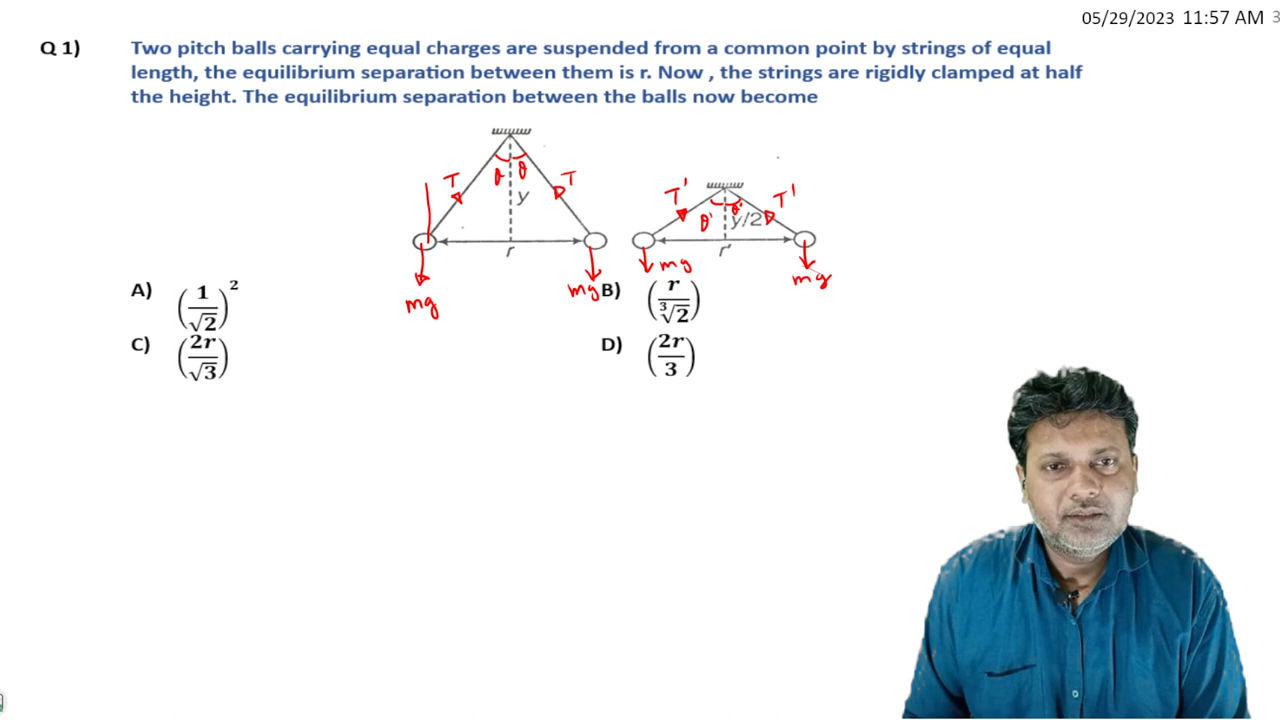 05/29/2023 11:57 AM 3
Q 1) Two pitch balls carrying equal charges are suspended from a common point by strings of equal
length, the equilibrium separation between them is r. Now , the strings are rigidly clamped at half
the height. The equilibrium separation between the balls now become
θ θ
T T
y
r
mg mg
T' T'
θ' θ'
y/2
r'
mg mg
A) (1/√2)²
B) (r/∛2)
C) (2r/√3)
D) (2r/3)